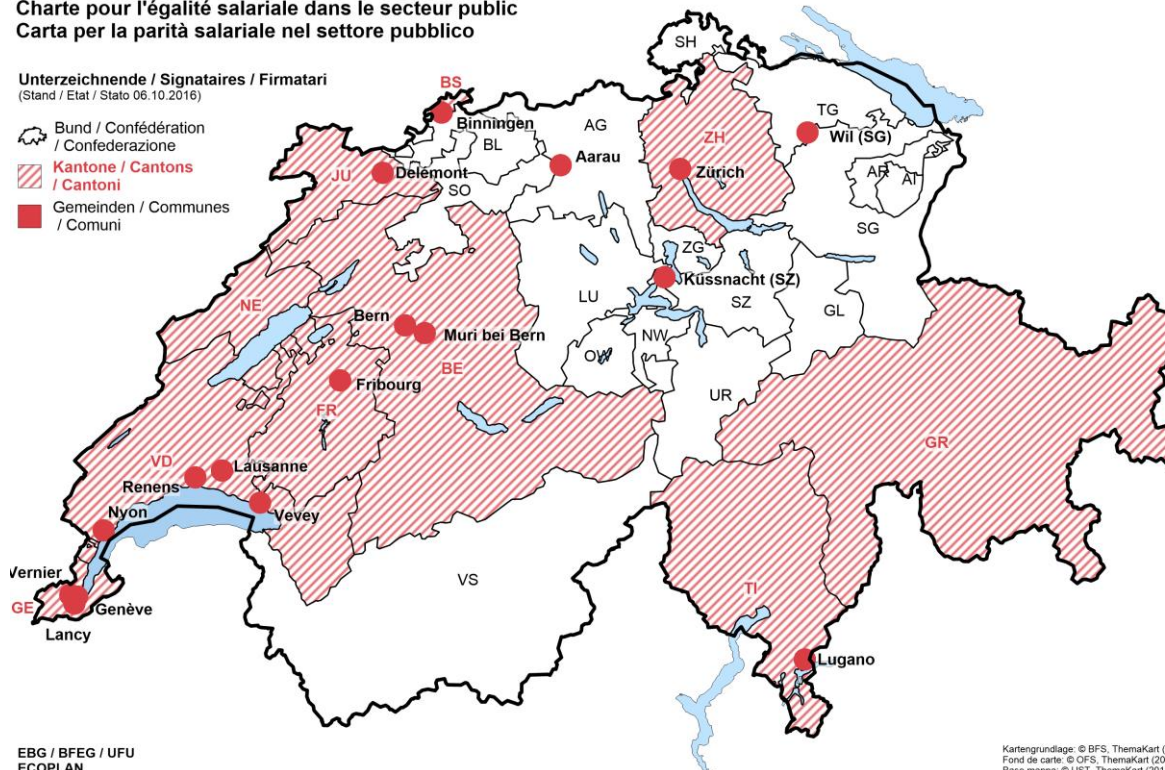 Charte pour l'égalité salariale dans le secteur public
Carta per la parità salariale nel settore pubblico
Unterzeichnende / Signataires / Firmatari
(Stand / Etat / Stato 06.10.2016)
Bund / Confédération
/ Confederazione
Kantone / Cantons
/ Cantoni
Gemeinden / Communes
/ Comuni
SH
BS
Binningen
BL
AG
Aarau
ZH
Zürich
TG
Wil (SG)
AR
AI
JU
Delémont
SO
SG
ZG
Küssnacht (SZ)
SZ
GL
LU
NE
Bern
Muri bei Bern
BE
OW
NW
UR
Fribourg
FR
GR
VD
Lausanne
Renens
Nyon
Vevey
Vernier
GE
Genève
Lancy
VS
TI
Lugano
EBG / BFEG / UFU
ECOPLAN
Kartengrundlage: © BFS, ThemaKart (
Fond de carte: © OFS, ThemaKart (20